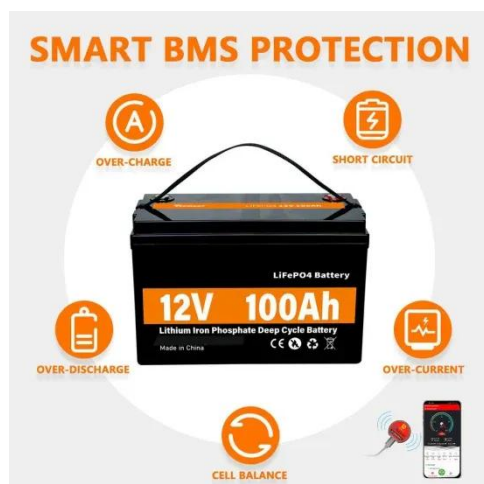 SMART BMS PROTECTION
OVER-CHARGE
SHORT CIRCUIT
LiFePO4 Battery
12V 100Ah
Lithium Iron Phosphate Deep Cycle Battery
Made in China
OVER-DISCHARGE
OVER-CURRENT
CELL BALANCE